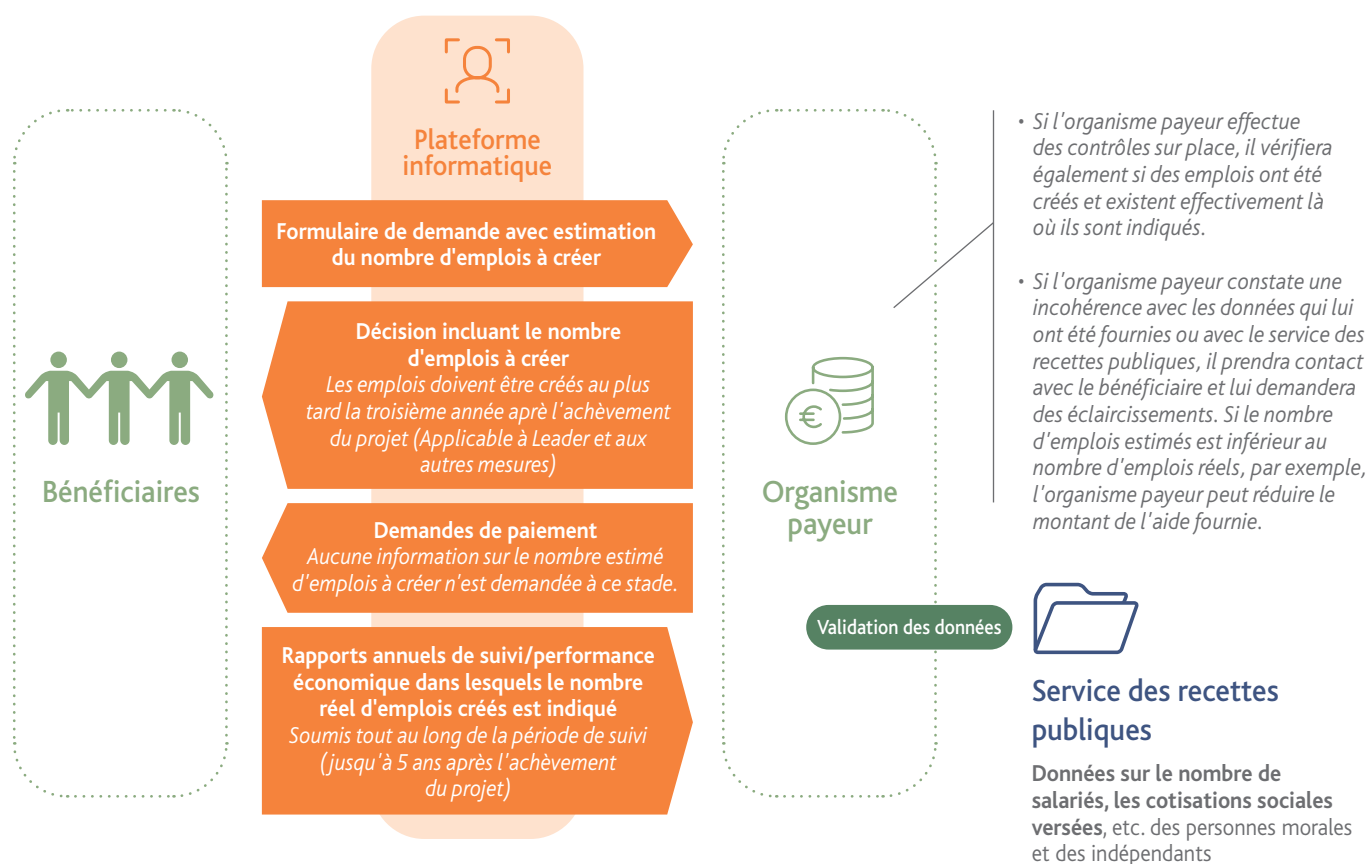 Plateforme
informatique
Bénéficiaires
Formulaire de demande avec estimation
du nombre d'emplois à créer
Décision incluant le nombre
d'emplois à créer
Les emplois doivent être créés au plus
tard la troisième année aprè l'achèvement
du projet (Applicable à Leader et aux
autres mesures)
Demandes de paiement
Aucune information sur le nombre estimé
d'emplois à créer n'est demandée à ce stade.
Rapports annuels de suivi/performance
économique dans lesquels le nombre
réel d'emplois créés est indiqué
Soumis tout au long de la période de suivi
(jusqu'à 5 ans après l'achèvement
du projet)
€
Organisme
payeur
• Si l'organisme payeur effectue
des contrôles sur place, il vérifiera
également si des emplois ont été
créés et existent effectivement là
où ils sont indiqués.
• Si l'organisme payeur constate une
incohérence avec les données qui lui
ont été fournies ou avec le service des
recettes publiques, il prendra contact
avec le bénéficiaire et lui demandera
des éclaircissements. Si le nombre
d'emplois estimés est inférieur au
nombre d'emplois réels, par exemple,
l'organisme payeur peut réduire le
montant de l'aide fournie.
Validation des données
Service des recettes
publiques
Données sur le nombre de
salariés, les cotisations sociales
versées, etc. des personnes morales
et des indépendants